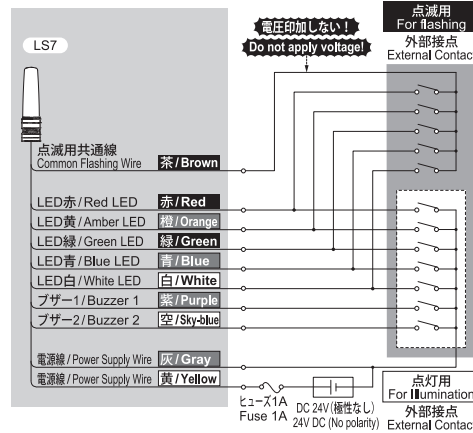 点滅用
For flashing
電圧印加しない！
Do not apply voltage!
外部接点
External Contac
LS7
点滅用共通線
Common Flashing Wire 茶/Brown
LED赤/Red LED 赤/Red
LED黄/Amber LED 橙/Orange
LED緑/Green LED 緑/Green
LED青/Blue LED 青/Blue
LED白/White LED 白/White
ブザー1/Buzzer 1 紫/Purple
ブザー2/Buzzer 2 空/Sky-blue
電源線/Power Supply Wire 灰/Gray
電源線/Power Supply Wire 黄/Yellow
ヒューズ1A
Fuse 1A
DC 24V(極性なし)
24V DC (No polarity)
点灯用
For Illumination
外部接点
External Contac